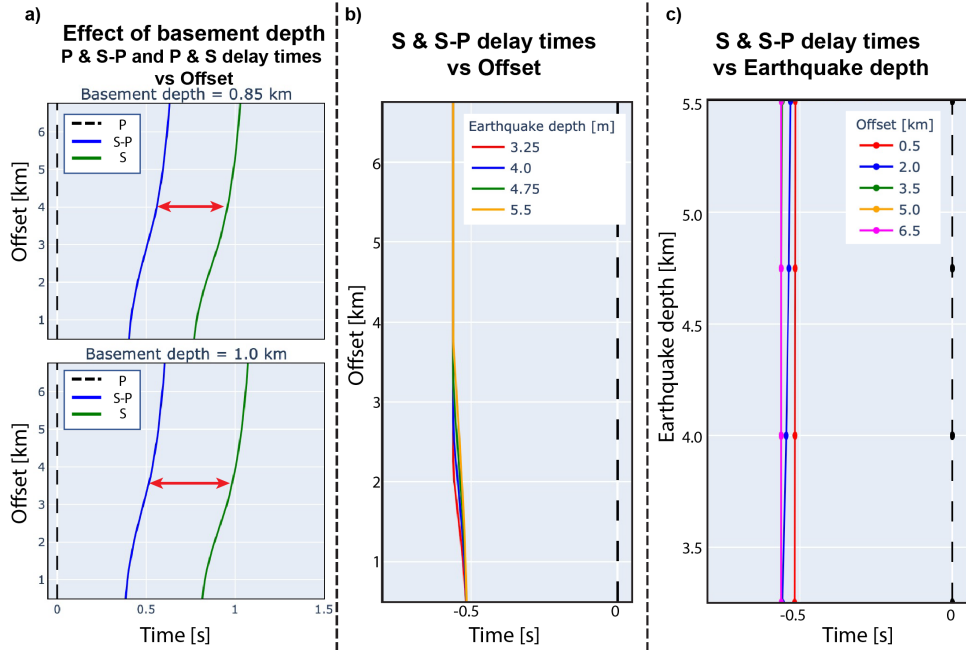 a)
Effect of basement depth
P & S-P and P & S delay times
vs Offset
Basement depth = 0.85 km
P
S-P
S
6
5
4
3
2
1
Offset [km]
Basement depth = 1.0 km
P
S-P
S
6
5
4
3
2
1
Offset [km]
0
0.5
1
1.5
Time [s]
b)
S & S-P delay times
vs Offset
Earthquake depth [m]
3.25
4.0
4.75
5.5
6
5
4
3
2
1
Offset [km]
-0.5
0
Time [s]
c)
S & S-P delay times
vs Earthquake depth
Offset [km]
0.5
2.0
3.5
5.0
6.5
5.5
5.0
4.5
4.0
3.5
Earthquake depth [km]
-0.5
0
Time [s]